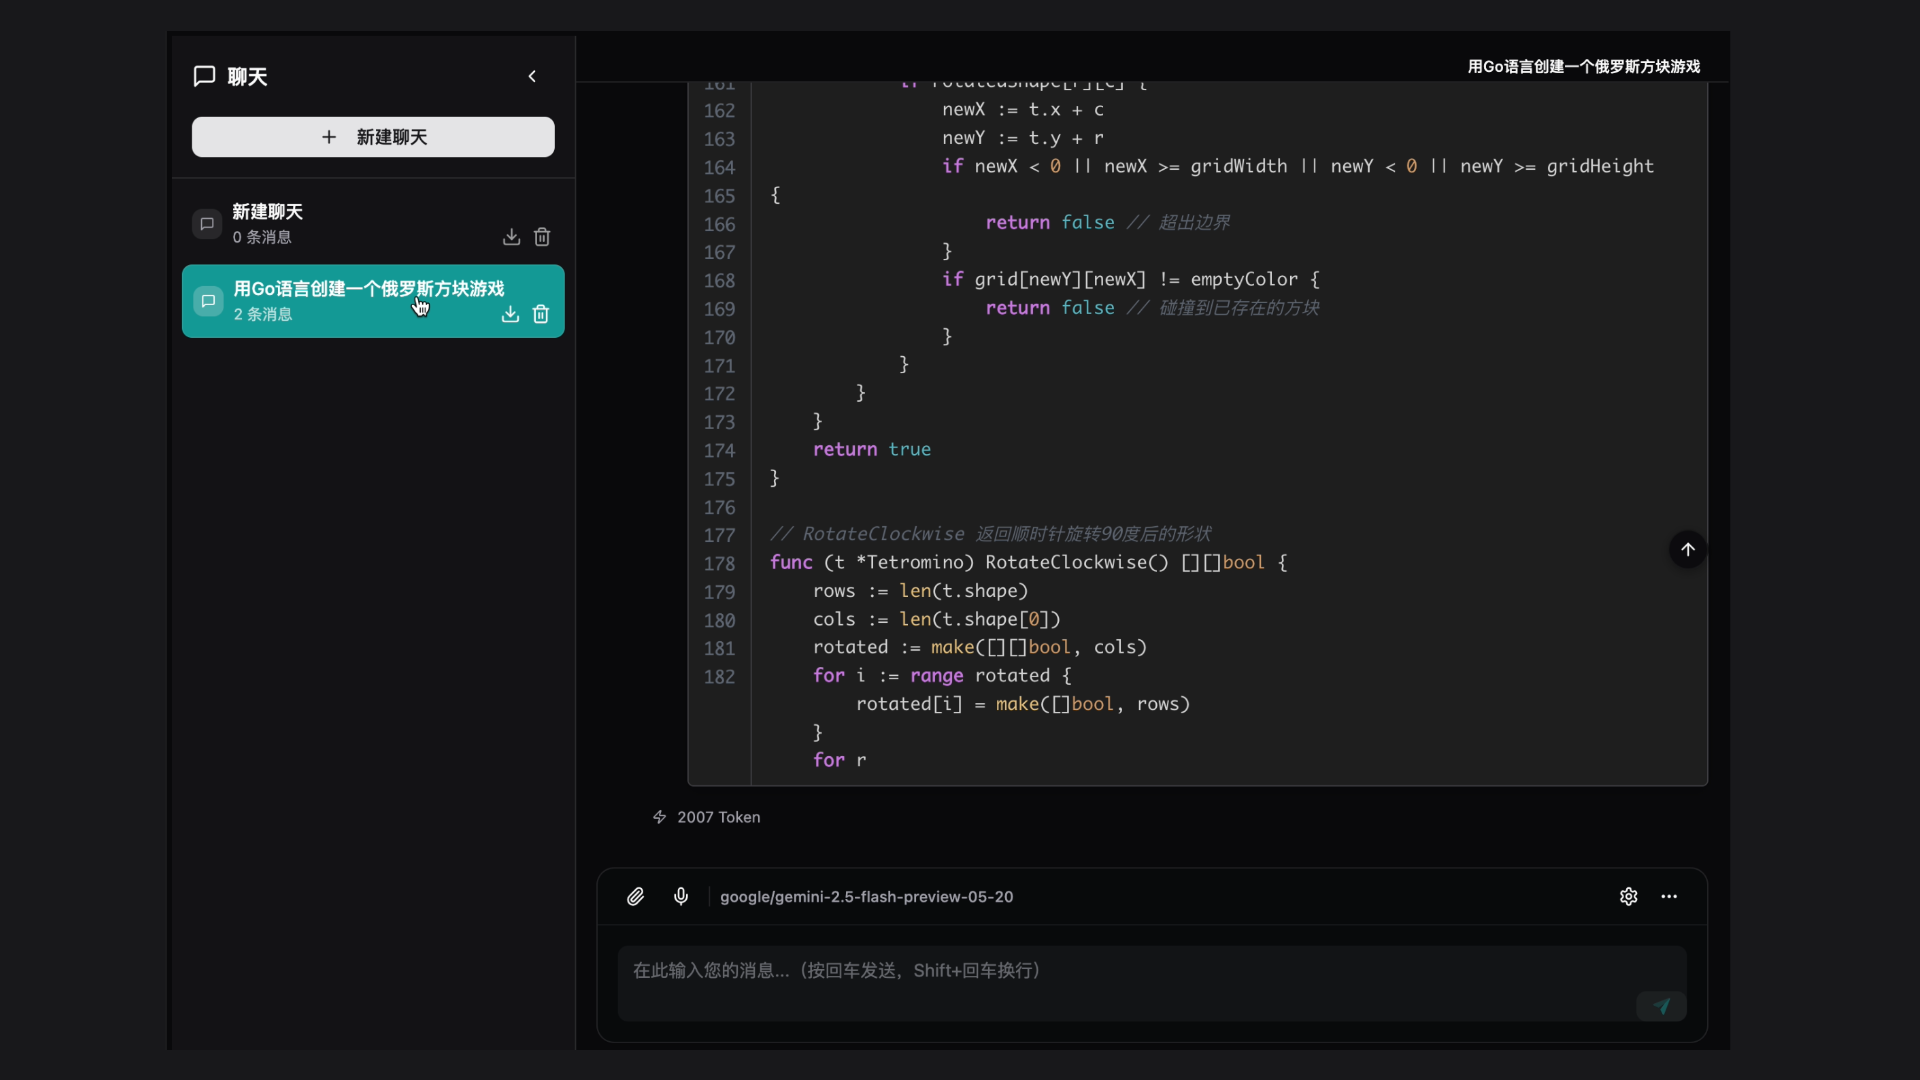 聊天
+ 新建聊天
新建聊天
0 条消息
用Go语言创建一个俄罗斯方块游戏
2 条消息
用Go语言创建一个俄罗斯方块游戏
161 if rotatedShape[r][c] {
162 newX := t.x + c
163 newY := t.y + r
164 if newX < 0 || newX >= gridWidth || newY < 0 || newY >= gridHeight
165 {
166 return false // 超出边界
167 }
168 if grid[newY][newX] != emptyColor {
169 return false // 碰撞到已存在的方块
170 }
171 }
172 }
173 }
174 return true
175 }
176
177 // RotateClockwise 返回顺时针旋转90度后的形状
178 func (t *Tetromino) RotateClockwise() [][]bool {
179 rows := len(t.shape)
180 cols := len(t.shape[0])
181 rotated := make([][]bool, cols)
182 for i := range rotated {
rotated[i] = make([]bool, rows)
}
for r
2007 Token
google/gemini-2.5-flash-preview-05-20
在此输入您的消息... (按回车发送, Shift+回车换行)